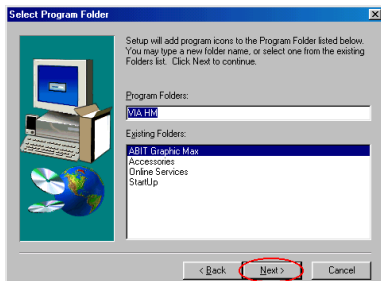 Select Program Folder
Setup will add program icons to the Program Folder listed below.
You may type a new folder name, or select one from the existing
Folders list. Click Next to continue.
Program Folders:
VIA HM
Existing Folders:
ABIT Graphic Max
Accessories
Online Services
StartUp
< Back
Next >
Cancel